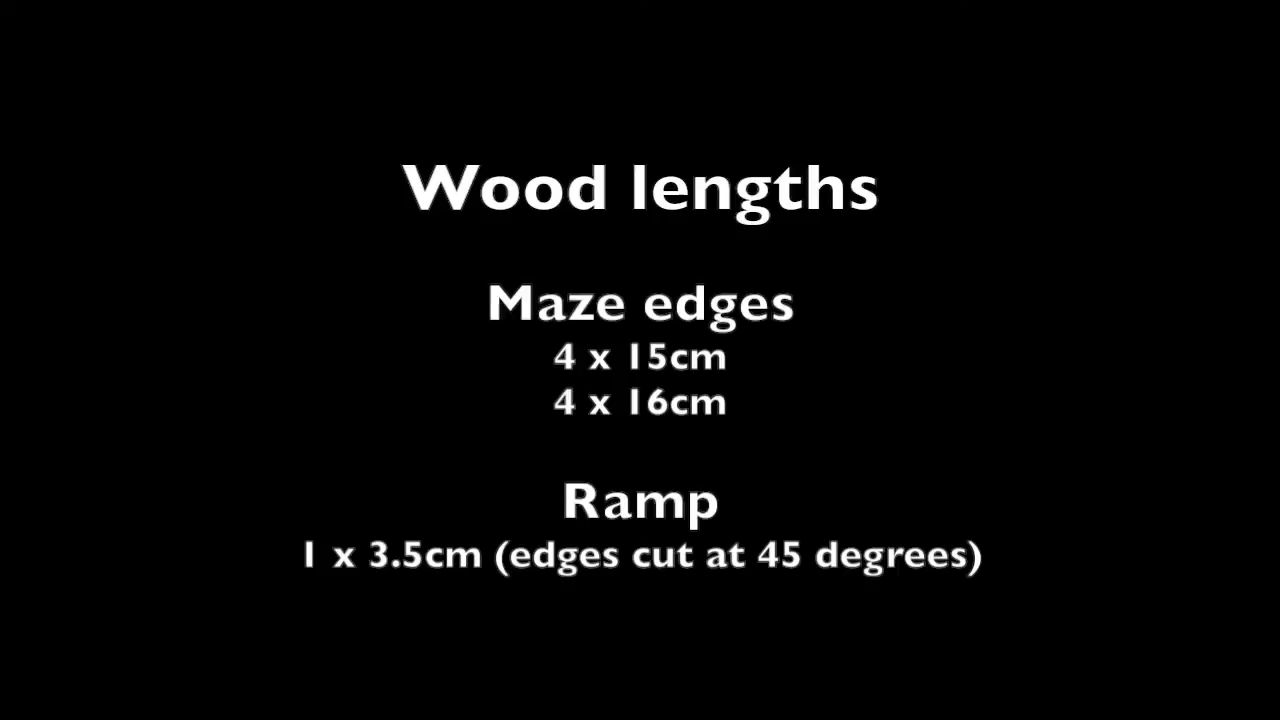 Wood lengths
Maze edges
4 x 15cm
4 x 16cm
Ramp
1 x 3.5cm (edges cut at 45 degrees)